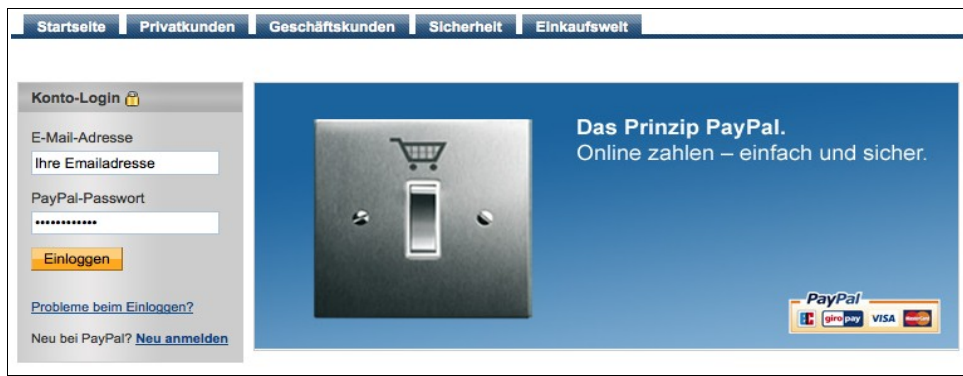 Startseite Privatkunden Geschäftskunden Sicherheit Einkaufswelt
Konto-Login
E-Mail-Adresse
Ihre Emailadresse
PayPal-Passwort
••••••••••••
Einloggen
Probleme beim Einloggen?
Neu bei PayPal? Neu anmelden
Das Prinzip PayPal.
Online zahlen – einfach und sicher.
PayPal
giropay VISA